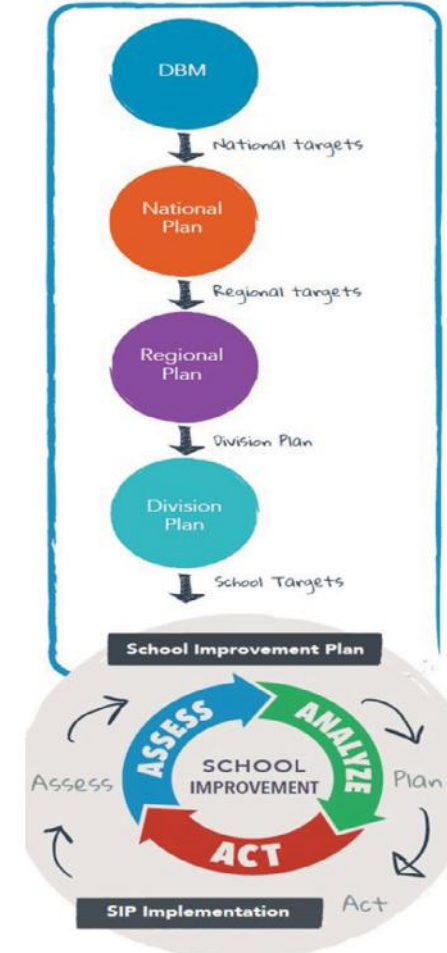 DBM
National targets
National
Plan
Regional targets
Regional
Plan
Division Plan
Division
Plan
School Targets
School Improvement Plan
ASSESS
ANALYZE
SCHOOL
IMPROVEMENT
Assess
Plan
ACT
Act
SIP Implementation